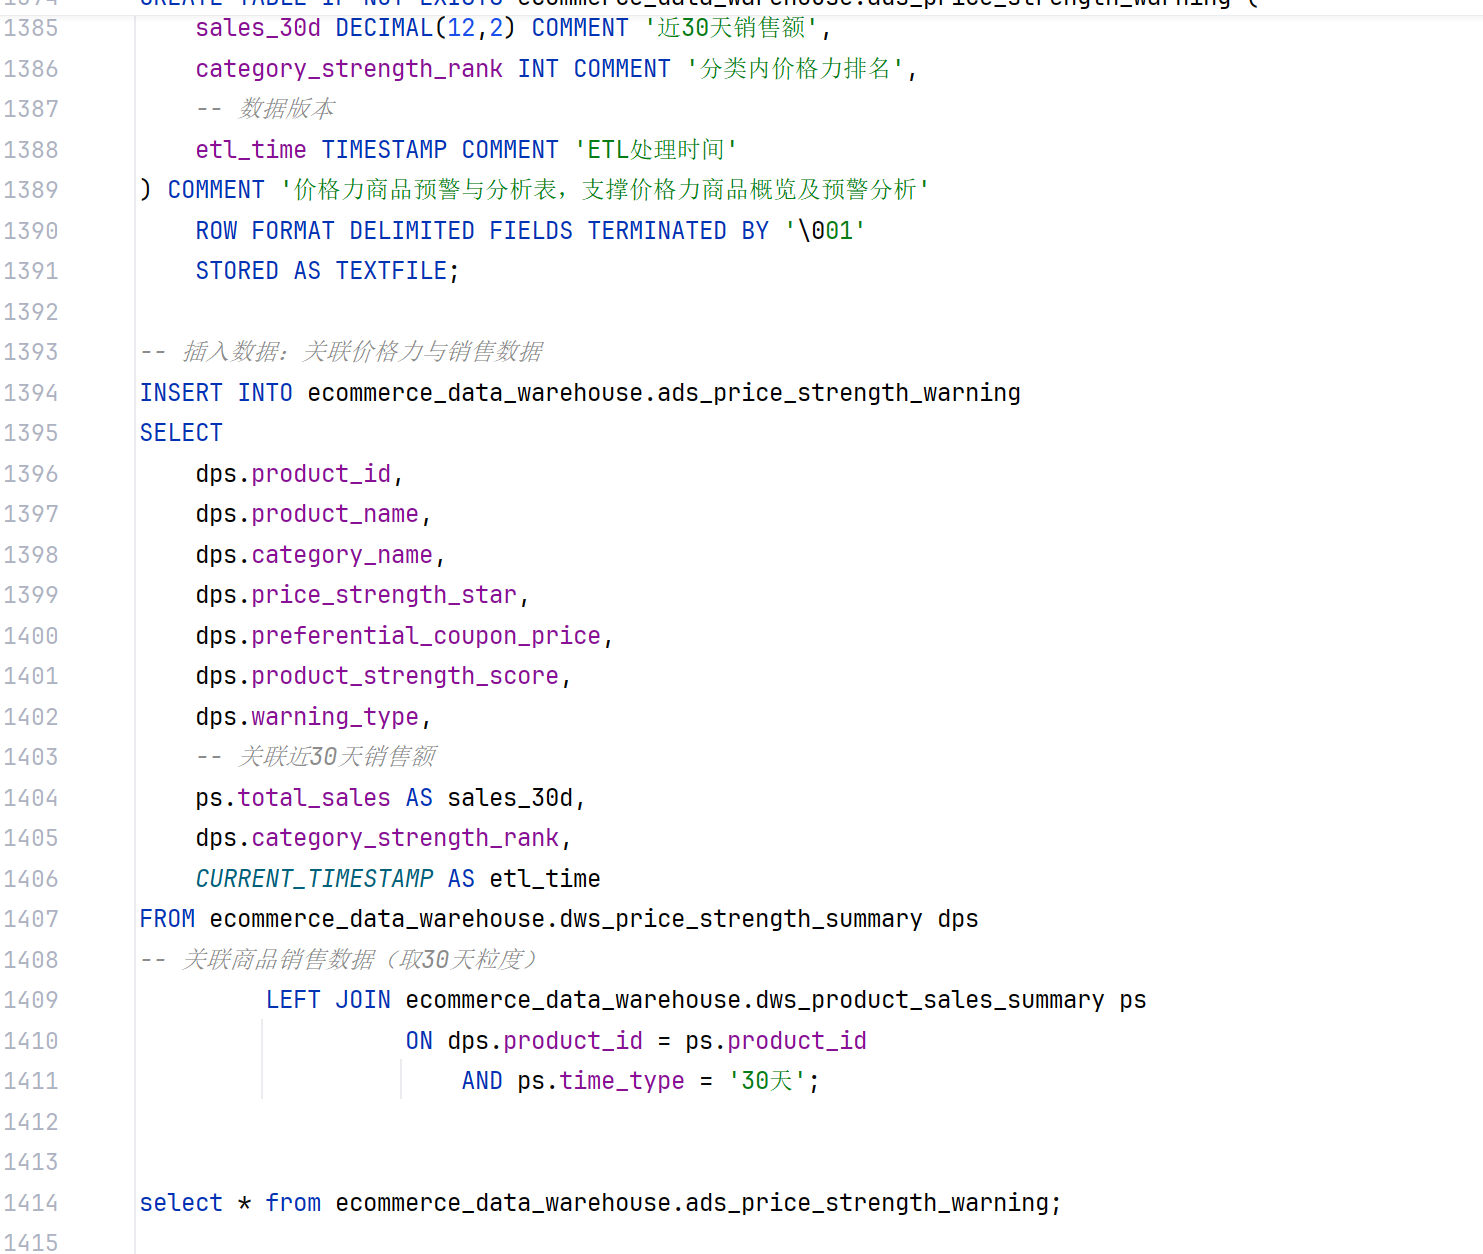 CREATE TABLE IF NOT EXISTS ecommerce_data_warehouse.ads_price_strength_warning (
1385 sales_30d DECIMAL(12,2) COMMENT '近30天销售额',
1386 category_strength_rank INT COMMENT '分类内价格力排名',
1387 -- 数据版本
1388 etl_time TIMESTAMP COMMENT 'ETL处理时间'
1389 ) COMMENT '价格力商品预警与分析表，支撑价格力商品概览及预警分析'
1390 ROW FORMAT DELIMITED FIELDS TERMINATED BY '\001'
1391 STORED AS TEXTFILE;
1392
1393 -- 插入数据：关联价格力与销售数据
1394 INSERT INTO ecommerce_data_warehouse.ads_price_strength_warning
1395 SELECT
1396 dps.product_id,
1397 dps.product_name,
1398 dps.category_name,
1399 dps.price_strength_star,
1400 dps.preferential_coupon_price,
1401 dps.product_strength_score,
1402 dps.warning_type,
1403 -- 关联近30天销售额
1404 ps.total_sales AS sales_30d,
1405 dps.category_strength_rank,
1406 CURRENT_TIMESTAMP AS etl_time
1407 FROM ecommerce_data_warehouse.dws_price_strength_summary dps
1408 -- 关联商品销售数据（取30天粒度）
1409 LEFT JOIN ecommerce_data_warehouse.dws_product_sales_summary ps
1410 ON dps.product_id = ps.product_id
1411 AND ps.time_type = '30天';
1412
1413
1414 select * from ecommerce_data_warehouse.ads_price_strength_warning;
1415